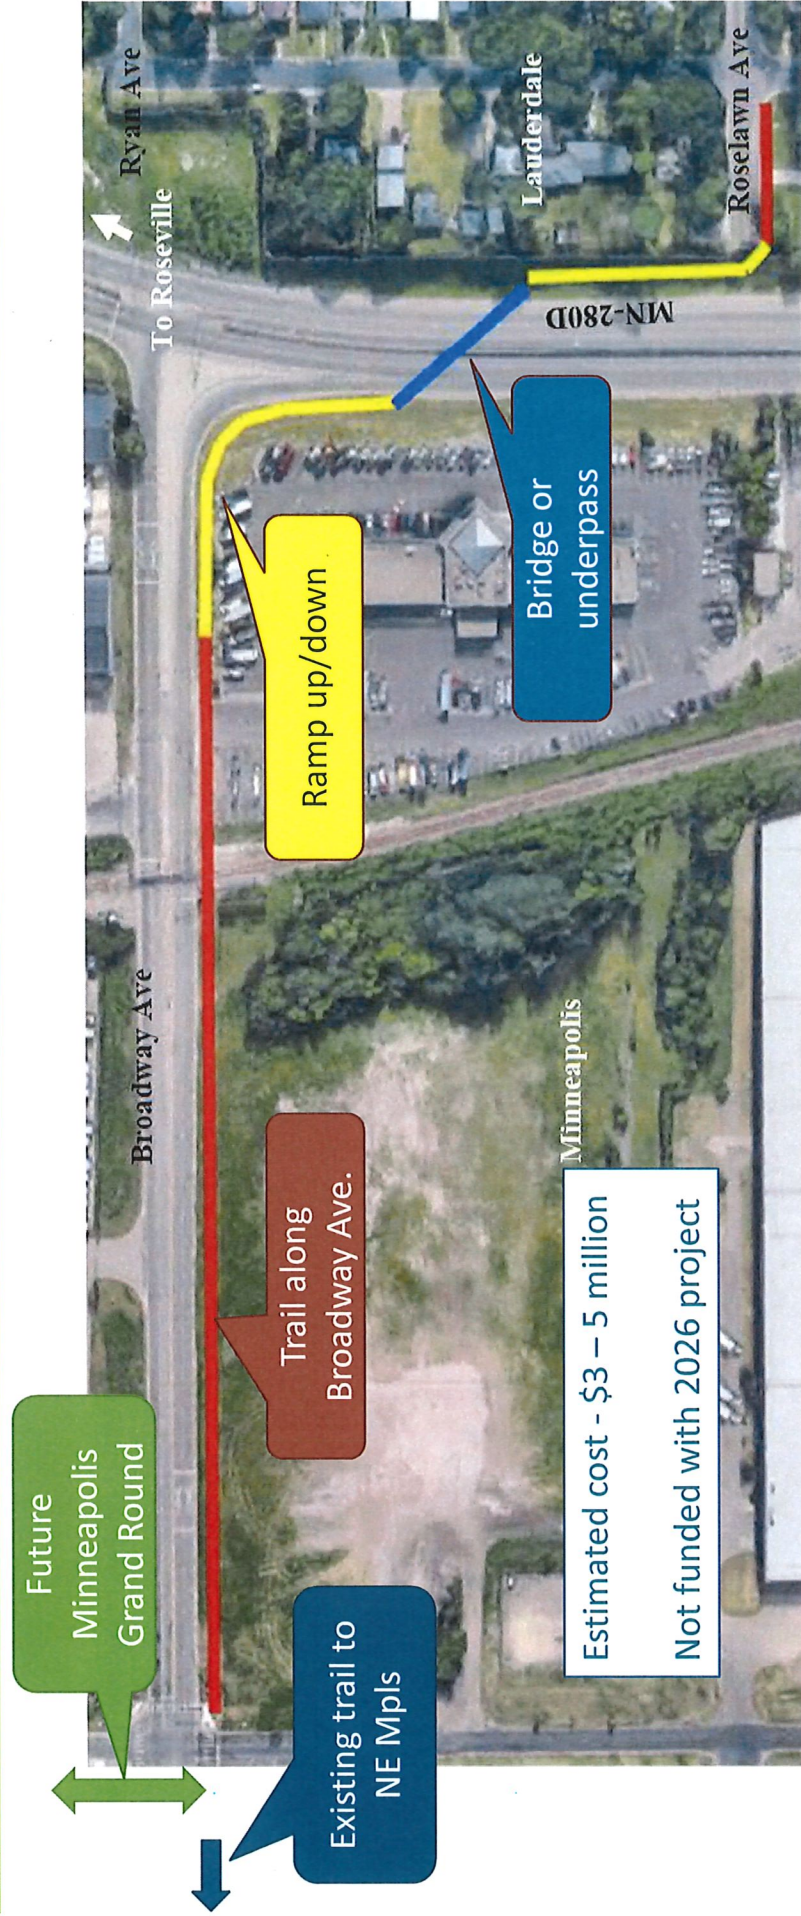 Future
Minneapolis
Grand Round
Existing trail to
NE Mpls
Broadway Ave
Trail along
Broadway Ave.
Estimated cost - $3 – 5 million
Not funded with 2026 project
Minneapolis
Ramp up/down
Bridge or
underpass
MN-280D
To Roseville
Ryan Ave
Lauderdale
Roselawn Ave